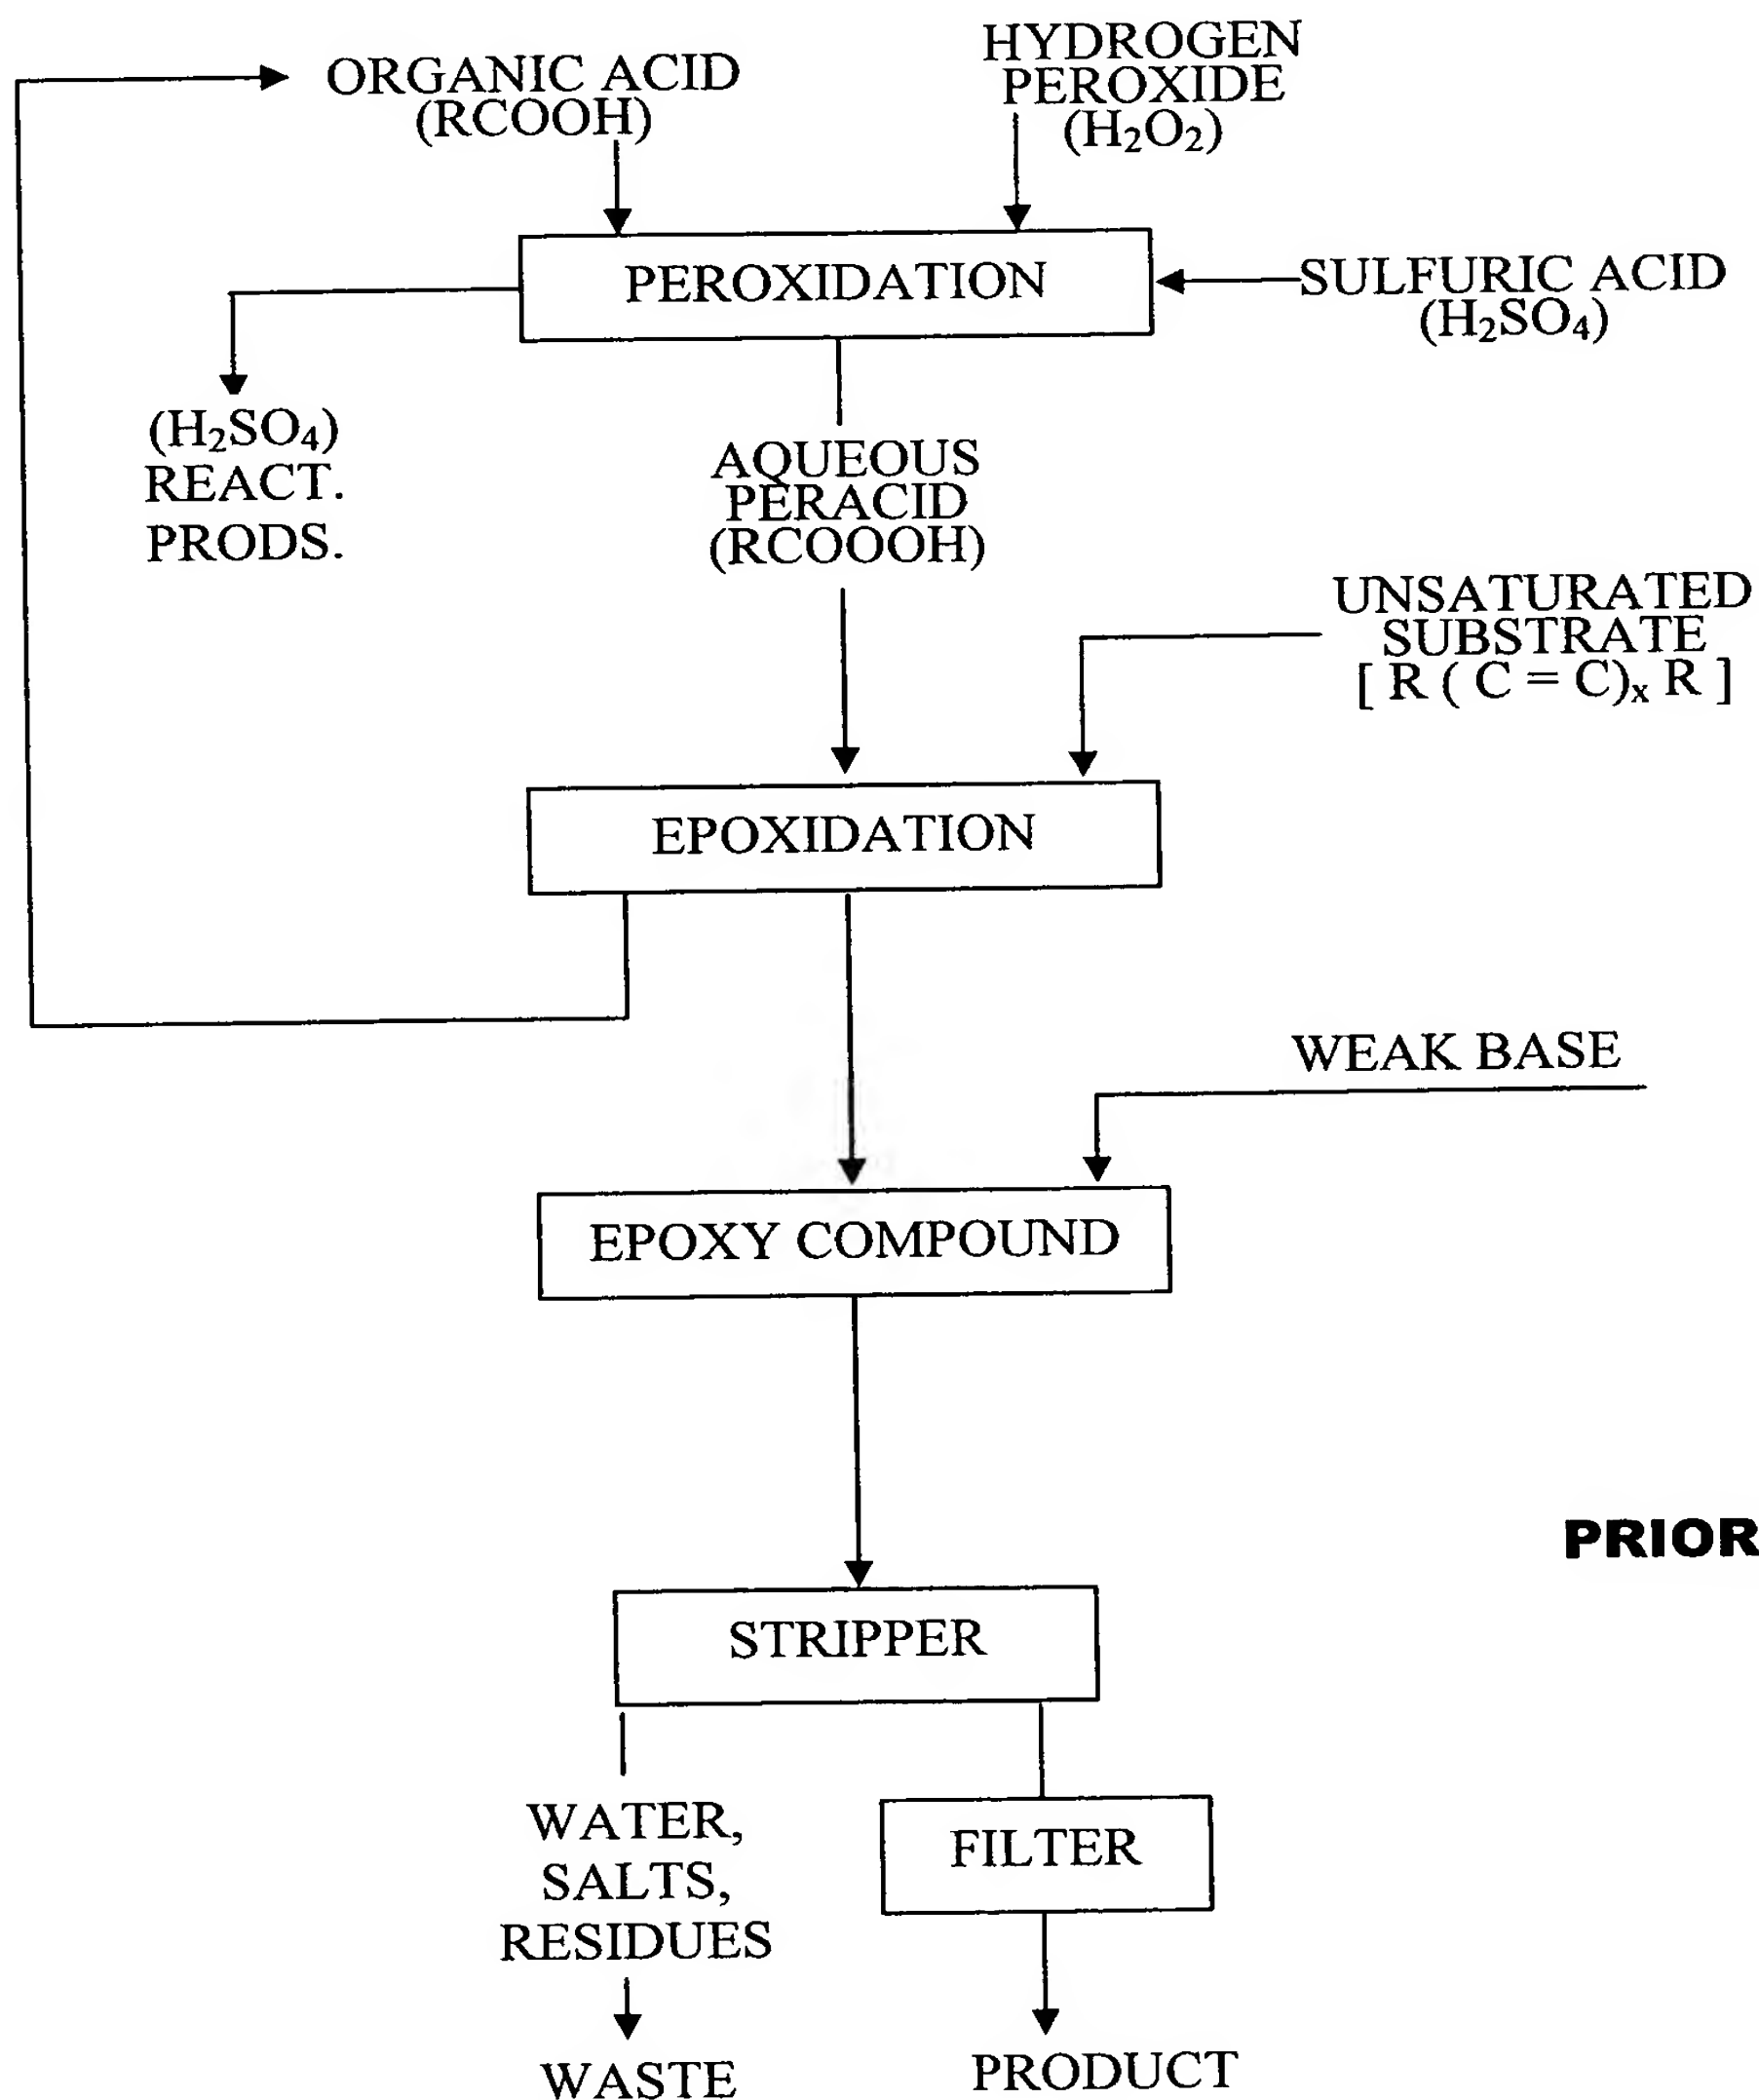 ORGANIC ACID
(RCOOH)
HYDROGEN
PEROXIDE
(H₂O₂)
PEROXIDATION
SULFURIC ACID
(H₂SO₄)
(H₂SO₄)
REACT.
PRODS.
AQUEOUS
PERACID
(RCOOOH)
UNSATURATED
SUBSTRATE
[ R ( C = C)ₓ R ]
EPOXIDATION
WEAK BASE
EPOXY COMPOUND
PRIOR
STRIPPER
WATER,
SALTS,
RESIDUES
FILTER
WASTE
PRODUCT